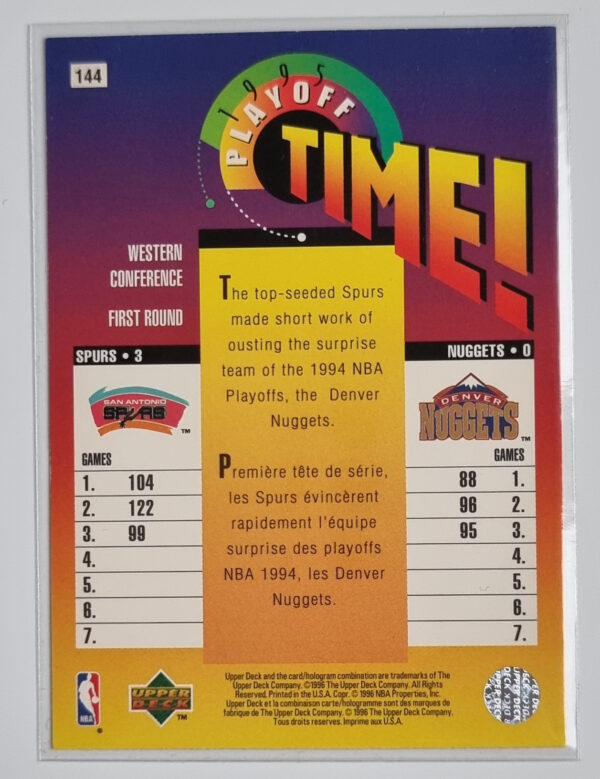 144
1995
PLAYOFF
TIME!
WESTERN
CONFERENCE
FIRST ROUND
SPURS • 3
NUGGETS • 0
SAN ANTONIO
SPURS
TM
DENVER
NUGGETS
TM
GAMES
1. 104
2. 122
3. 99
4.
5.
6.
7.
The top-seeded Spurs
made short work of
ousting the surprise
team of the 1994 NBA
Playoffs, the Denver
Nuggets.
Première tête de série,
les Spurs évincèrent
rapidement l'équipe
surprise des playoffs
NBA 1994, les Denver
Nuggets.
GAMES
88 1.
96 2.
95 3.
4.
5.
6.
7.
NBA
®
UPPER
DECK
TM
Upper Deck and the card/hologram combination are trademarks of The
Upper Deck Company. ©1996 The Upper Deck Company. All Rights
Reserved. Printed in the U.S.A. Copr. © 1996 NBA Properties, Inc.
Upper Deck et la combinaison carte/hologramme sont des marques de
fabrique de The Upper Deck Company. © 1996 The Upper Deck Company.
Tous droits reserves. Imprime aux U.S.A.